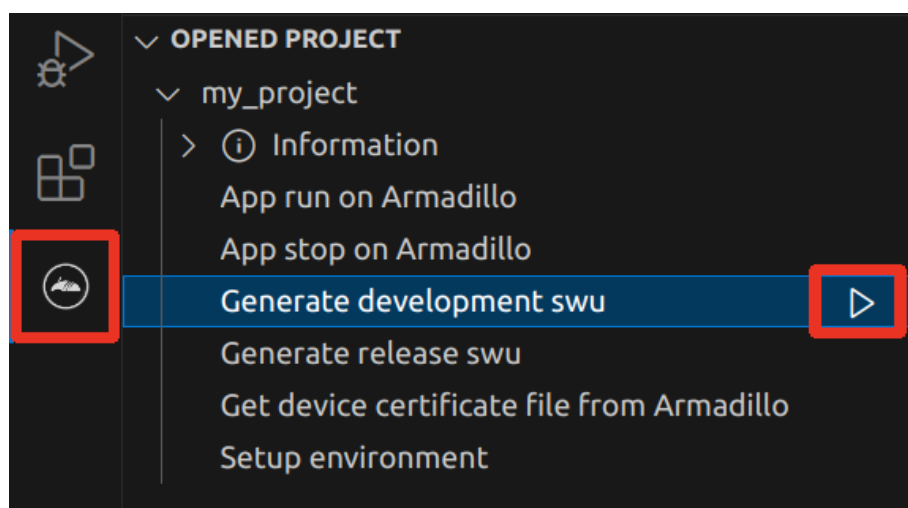 OPENED PROJECT
my_project
Information
App run on Armadillo
App stop on Armadillo
Generate development swu
Generate release swu
Get device certificate file from Armadillo
Setup environment